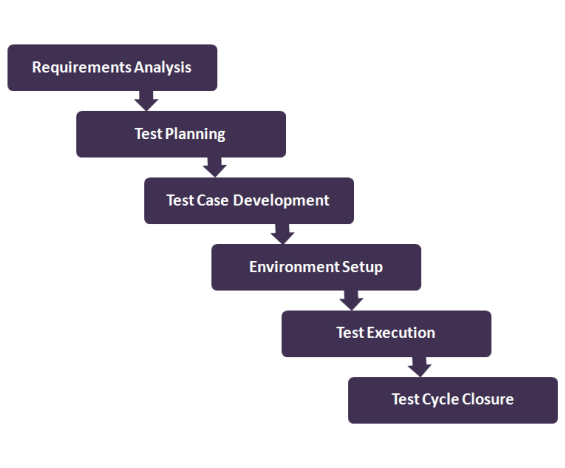 Requirements Analysis
Test Planning
Test Case Development
Environment Setup
Test Execution
Test Cycle Closure